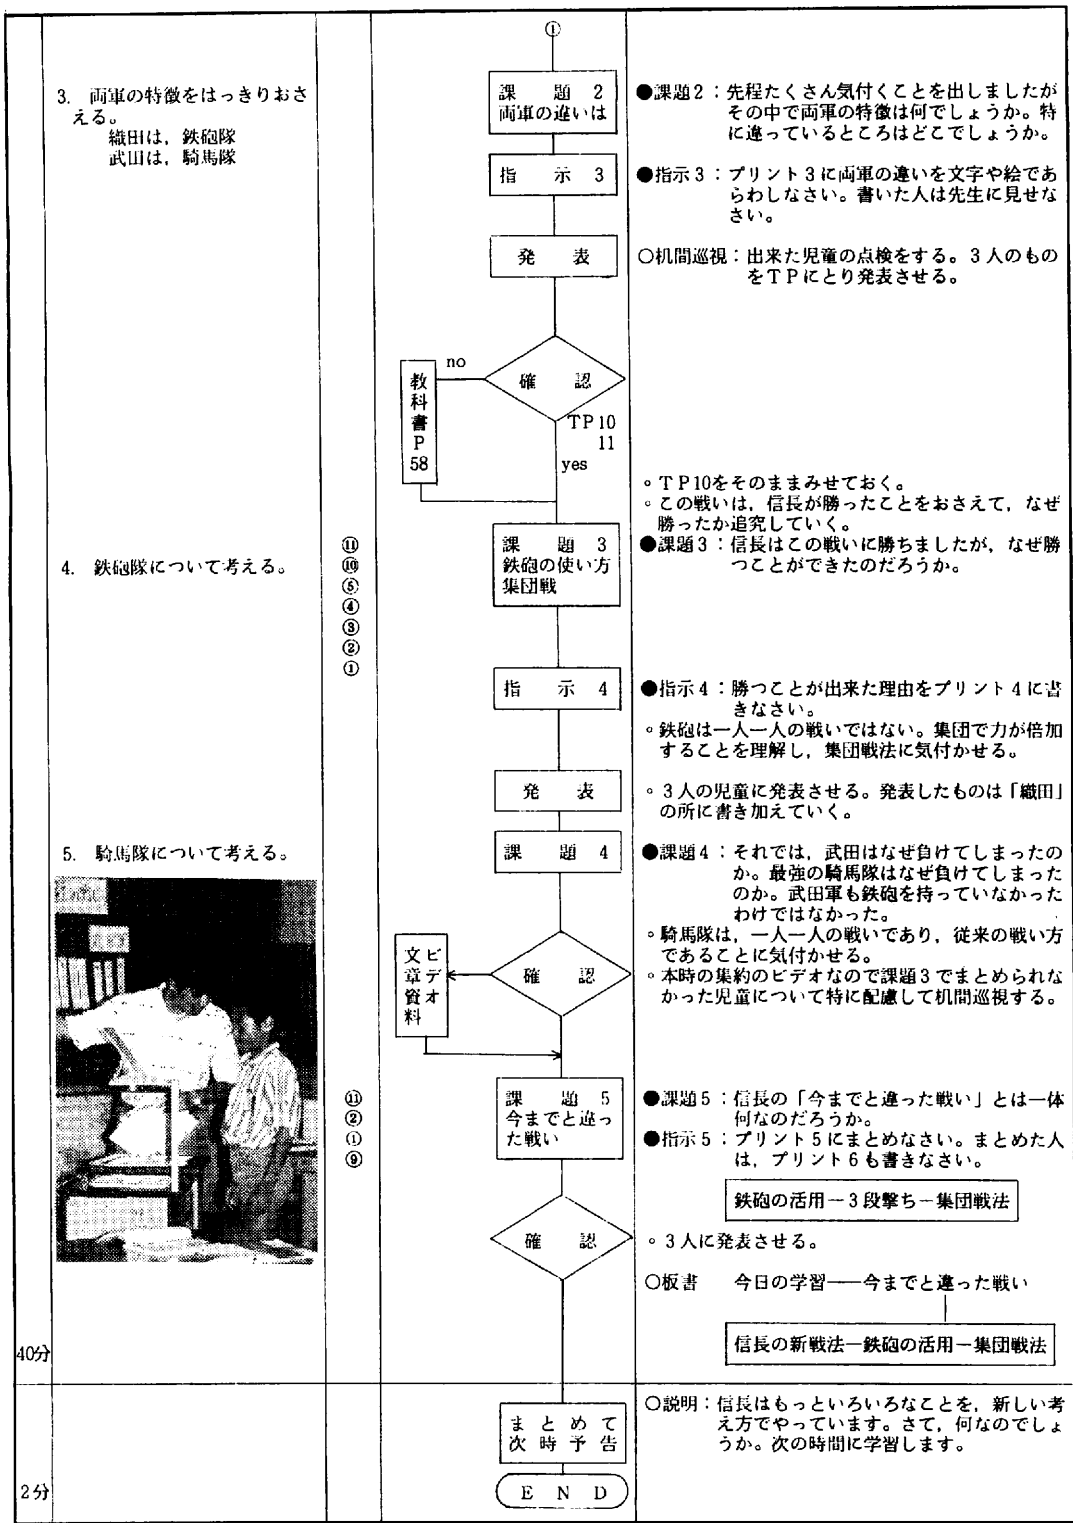 ①
3. 両軍の特徴をはっきりおさ
える。
織田は，鉄砲隊
武田は，騎馬隊
課題2
両軍の違いは
●課題2：先程たくさん気付くことを出しましたが
その中で両軍の特徴は何でしょうか。特
に違っているところはどこでしょうか。
指示3
●指示3：プリント3に両軍の違いを文字や絵であ
らわしなさい。書いた人は先生に見せな
さい。
発表
○机間巡視：出来た児童の点検をする。3人のもの
をTPにとり発表させる。
確認
no
教科書P58
TP10
11
yes
◦TP10をそのままみせておく。
◦この戦いは，信長が勝ったことをおさえて，なぜ
勝ったか追究していく。
4. 鉄砲隊について考える。
⑪
⑩
⑤
④
③
②
①
課題3
鉄砲の使い方
集団戦
●課題3：信長はこの戦いに勝ちましたが，なぜ勝
つことができたのだろうか。
指示4
●指示4：勝つことが出来た理由をプリント4に書
きなさい。
◦鉄砲は一人一人の戦いではない。集団で力が倍加
することを理解し，集団戦法に気付かせる。
発表
◦3人の児童に発表させる。発表したものは「織田」
の所に書き加えていく。
5. 騎馬隊について考える。
課題4
●課題4：それでは，武田はなぜ負けてしまったの
か。最強の騎馬隊はなぜ負けてしまった
のか。武田軍も鉄砲を持っていなかった
わけではなかった。
◦騎馬隊は，一人一人の戦いであり，従来の戦い方
であることに気付かせる。
◦本時の集約のビデオなので課題3でまとめられな
かった児童について特に配慮して机間巡視する。
確認
ビデオ
文章資料
⑪
②
①
⑨
課題5
今までと違っ
た戦い
●課題5：信長の「今までと違った戦い」とは一体
何なのだろうか。
●指示5：プリント5にまとめなさい。まとめた人
は，プリント6も書きなさい。
鉄砲の活用－3段撃ち－集団戦法
確認
◦3人に発表させる。
○板書　今日の学習――今までと違った戦い
信長の新戦法－鉄砲の活用－集団戦法
40分
まとめて
次時予告
○説明：信長はもっといろいろなことを，新しい考
え方でやっています。さて，何なのでしょ
うか。次の時間に学習します。
END
2分